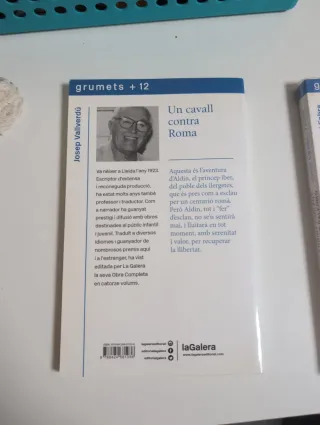 grumets + 12
Josep Vallverdú
Un cavall
contra
Roma
va néixer a Lleida l'any 1923.
Escriptor d'extensa
i reconeguda producció,
ha estat molts anys també
professor i traductor. Com
a narrador ha guanyat
prestigi i difusió amb obres
destinades al públic infantil
i juvenil. Traduït a diversos
idiomes i guanyador de
nombrosos premis aquí
i a l'estranger, ha vist
editada per La Galera
la seva Obra Completa
en catorze volums.
Aquesta és l'aventura
d'Aldin, el príncep iber,
del poble dels ilergetes,
que és pres com a esclau
per un centurió romà.
Però Aldin, tot i "fer"
d'esclau, no se'n sentirà
mai, i lluitarà en tot
moment, amb serenitat
i valor, per recuperar
la llibertat.
laGalera